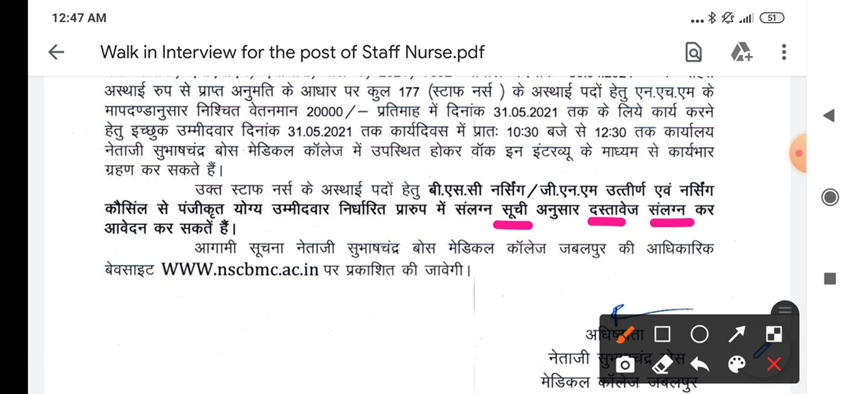 12:47 AM
51
Walk in Interview for the post of Staff Nurse.pdf
अस्थाई रुप से प्राप्त अनुमति के आधार पर कुल 177 (स्टाफ नर्स ) के अस्थाई पदों हेतु एन.एच.एम के
मापदण्डानुसार निश्चित वेतनमान 20000/– प्रतिमाह में दिनांक 31.05.2021 तक के लिये कार्य करने
हेतु इच्छुक उम्मीदवार दिनांक 31.05.2021 तक कार्यदिवस में प्रातः 10:30 बजे से 12:30 तक कार्यालय
नेताजी सुभाषचंद्र बोस मेडिकल कॉलेज में उपस्थित होकर वॉक इन इंटरव्यू के माध्यम से कार्यभार
ग्रहण कर सकते हैं।
उक्त स्टाफ नर्स के अस्थाई पदों हेतु बी.एस.सी नर्सिंग/जी.एन.एम उत्तीर्ण एवं नर्सिंग
कौसिंल से पंजीकृत योग्य उम्मीदवार निर्धारित प्रारुप में संलग्न सूची अनुसार दस्तावेज संलग्न कर
आवेदन कर सकतें हैं।
आगामी सूचना नेताजी सुभाषचंद्र बोस मेडिकल कॉलेज जबलपुर की आधिकारिक
बेवसाइट WWW.nscbmc.ac.in पर प्रकाशित की जावेगी।
अधिष्ठाता
नेताजी सुभाषचंद्र बोस
मेडिकल कॉलेज जबलपुर